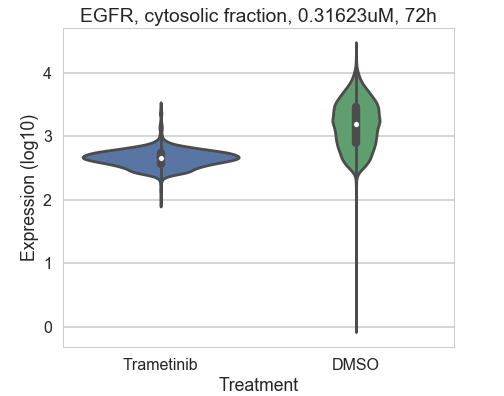 EGFR, cytosolic fraction, 0.31623uM, 72h
Expression (log10)
4
3
2
1
0
Trametinib DMSO
Treatment